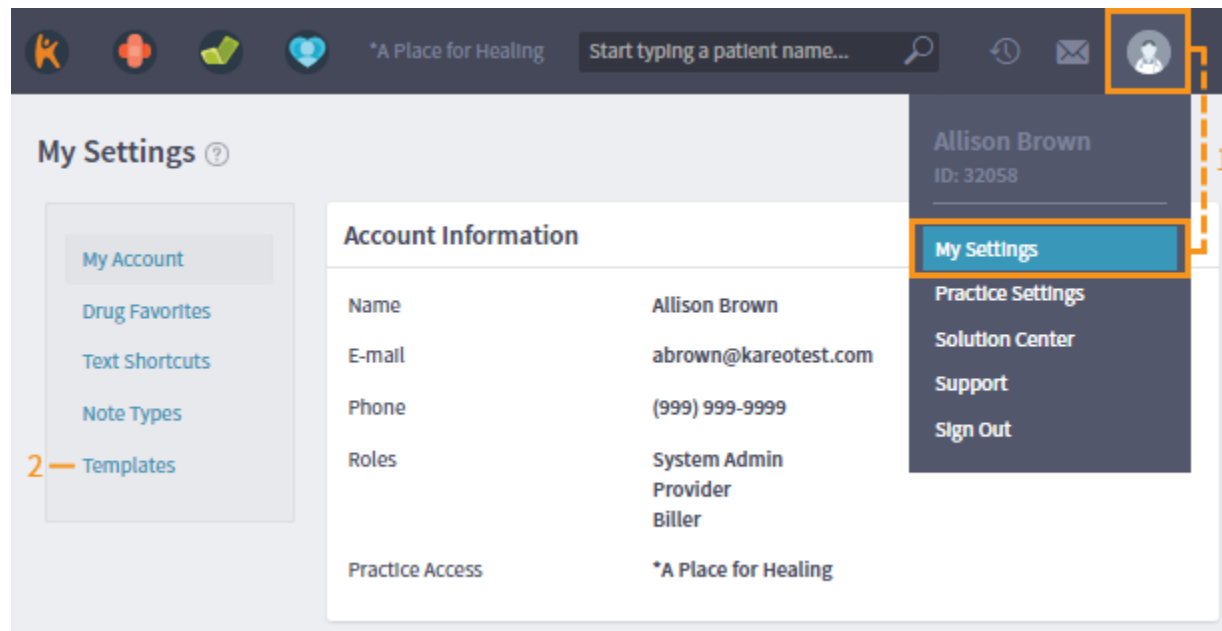 *A Place for Healing Start typing a patient name...
My Settings ?
Allison Brown
ID: 32058
1
My Settings
Practice Settings
Solution Center
Support
Sign Out
My Account
Drug Favorites
Text Shortcuts
Note Types
2 Templates
Account Information
Name Allison Brown
E-mail abrown@kareotest.com
Phone (999) 999-9999
Roles System Admin
Provider
Biller
Practice Access *A Place for Healing